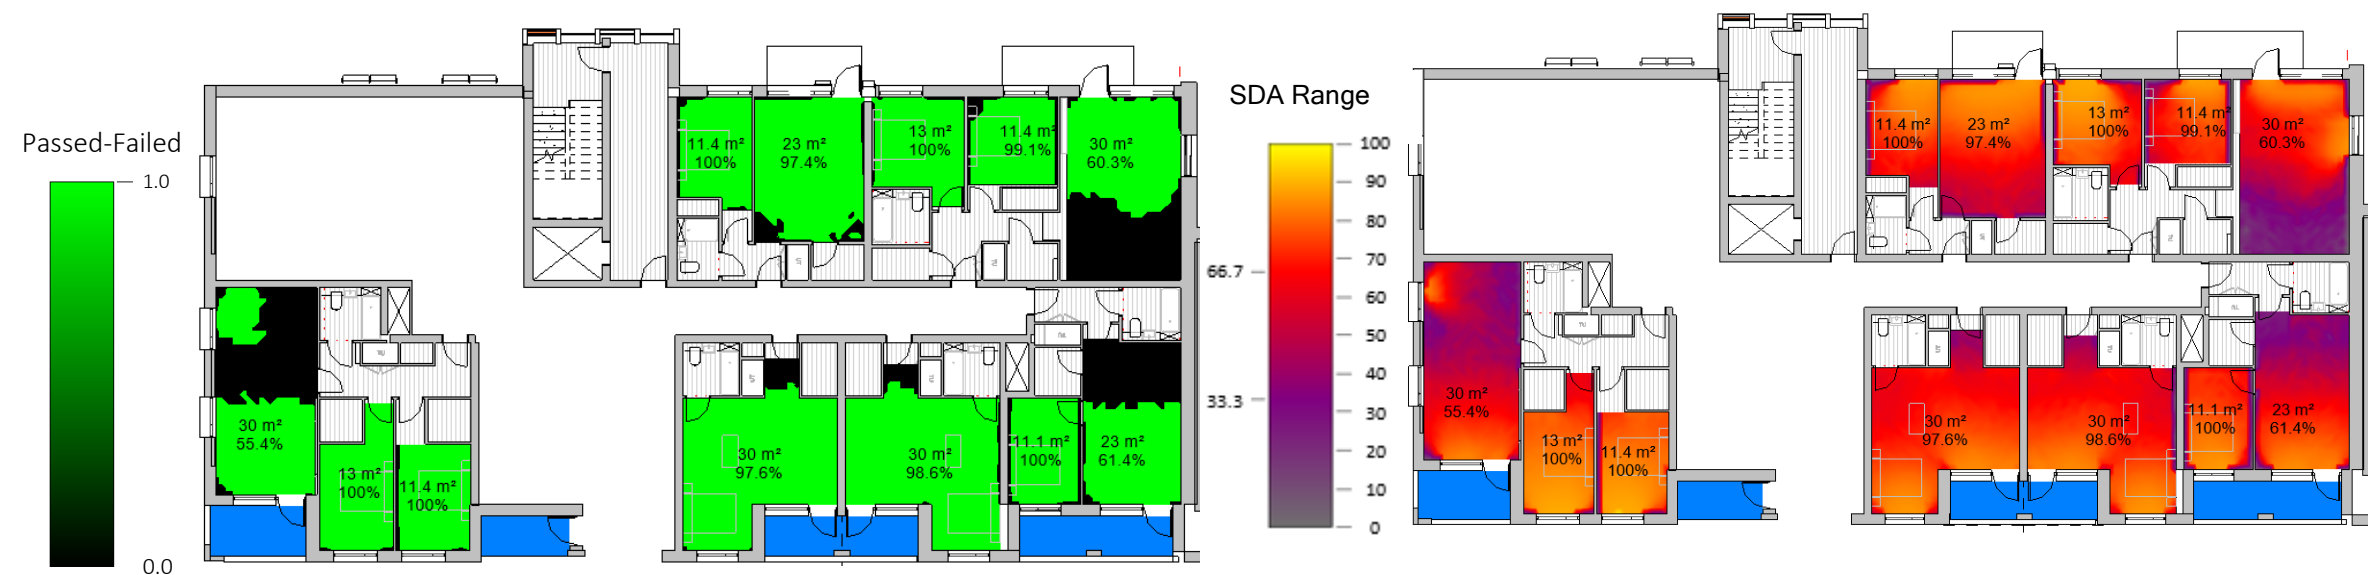 Passed-Failed
1.0
0.0
11.4 m²
100%
23 m²
97.4%
13 m²
100%
11.4 m²
99.1%
30 m²
60.3%
30 m²
55.4%
13 m²
100%
11.4 m²
100%
30 m²
97.6%
30 m²
98.6%
11.1 m²
100%
23 m²
61.4%
SDA Range
100
90
80
70
66.7
60
50
40
33.3
30
20
10
0
11.4 m²
100%
23 m²
97.4%
13 m²
100%
11.4 m²
99.1%
30 m²
60.3%
30 m²
55.4%
13 m²
100%
11.4 m²
100%
30 m²
97.6%
30 m²
98.6%
11.1 m²
100%
23 m²
61.4%